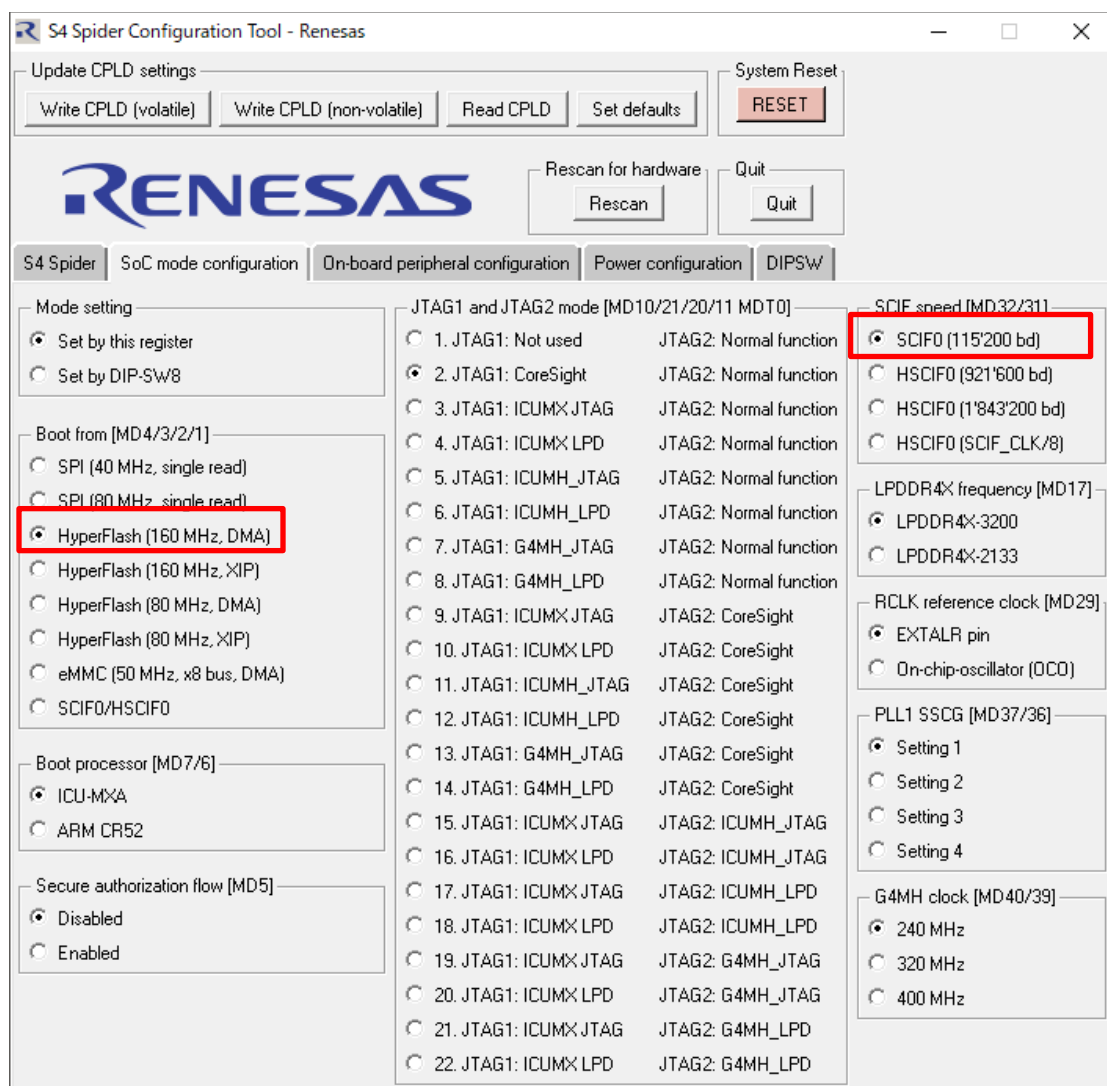 S4 Spider Configuration Tool - Renesas
Update CPLD settings
Write CPLD (volatile)
Write CPLD (non-volatile)
Read CPLD
Set defaults
System Reset
RESET
RENESAS
Rescan for hardware
Rescan
Quit
Quit
S4 Spider
SoC mode configuration
On-board peripheral configuration
Power configuration
DIPSW
Mode setting
Set by this register
Set by DIP-SW8
Boot from [MD4/3/2/1]
SPI (40 MHz, single read)
SPI (80 MHz, single read)
HyperFlash (160 MHz, DMA)
HyperFlash (160 MHz, XIP)
HyperFlash (80 MHz, DMA)
HyperFlash (80 MHz, XIP)
eMMC (50 MHz, x8 bus, DMA)
SCIF0/HSCIF0
Boot processor [MD7/6]
ICU-MXA
ARM CR52
Secure authorization flow [MD5]
Disabled
Enabled
JTAG1 and JTAG2 mode [MD10/21/20/11 MDT0]
1. JTAG1: Not used JTAG2: Normal function
2. JTAG1: CoreSight JTAG2: Normal function
3. JTAG1: ICUMX JTAG JTAG2: Normal function
4. JTAG1: ICUMX LPD JTAG2: Normal function
5. JTAG1: ICUMH_JTAG JTAG2: Normal function
6. JTAG1: ICUMH_LPD JTAG2: Normal function
7. JTAG1: G4MH_JTAG JTAG2: Normal function
8. JTAG1: G4MH_LPD JTAG2: Normal function
9. JTAG1: ICUMX JTAG JTAG2: CoreSight
10. JTAG1: ICUMX LPD JTAG2: CoreSight
11. JTAG1: ICUMH_JTAG JTAG2: CoreSight
12. JTAG1: ICUMH_LPD JTAG2: CoreSight
13. JTAG1: G4MH_JTAG JTAG2: CoreSight
14. JTAG1: G4MH_LPD JTAG2: CoreSight
15. JTAG1: ICUMX JTAG JTAG2: ICUMH_JTAG
16. JTAG1: ICUMX LPD JTAG2: ICUMH_JTAG
17. JTAG1: ICUMX JTAG JTAG2: ICUMH_LPD
18. JTAG1: ICUMX LPD JTAG2: ICUMH_LPD
19. JTAG1: ICUMX JTAG JTAG2: G4MH_JTAG
20. JTAG1: ICUMX LPD JTAG2: G4MH_JTAG
21. JTAG1: ICUMX JTAG JTAG2: G4MH_LPD
22. JTAG1: ICUMX LPD JTAG2: G4MH_LPD
SCIF speed [MD32/31]
SCIF0 (115'200 bd)
HSCIF0 (921'600 bd)
HSCIF0 (1'843'200 bd)
HSCIF0 (SCIF_CLK/8)
LPDDR4X frequency [MD17]
LPDDR4X-3200
LPDDR4X-2133
RCLK reference clock [MD29]
EXTALR pin
On-chip-oscillator (OCO)
PLL1 SSCG [MD37/36]
Setting 1
Setting 2
Setting 3
Setting 4
G4MH clock [MD40/39]
240 MHz
320 MHz
400 MHz